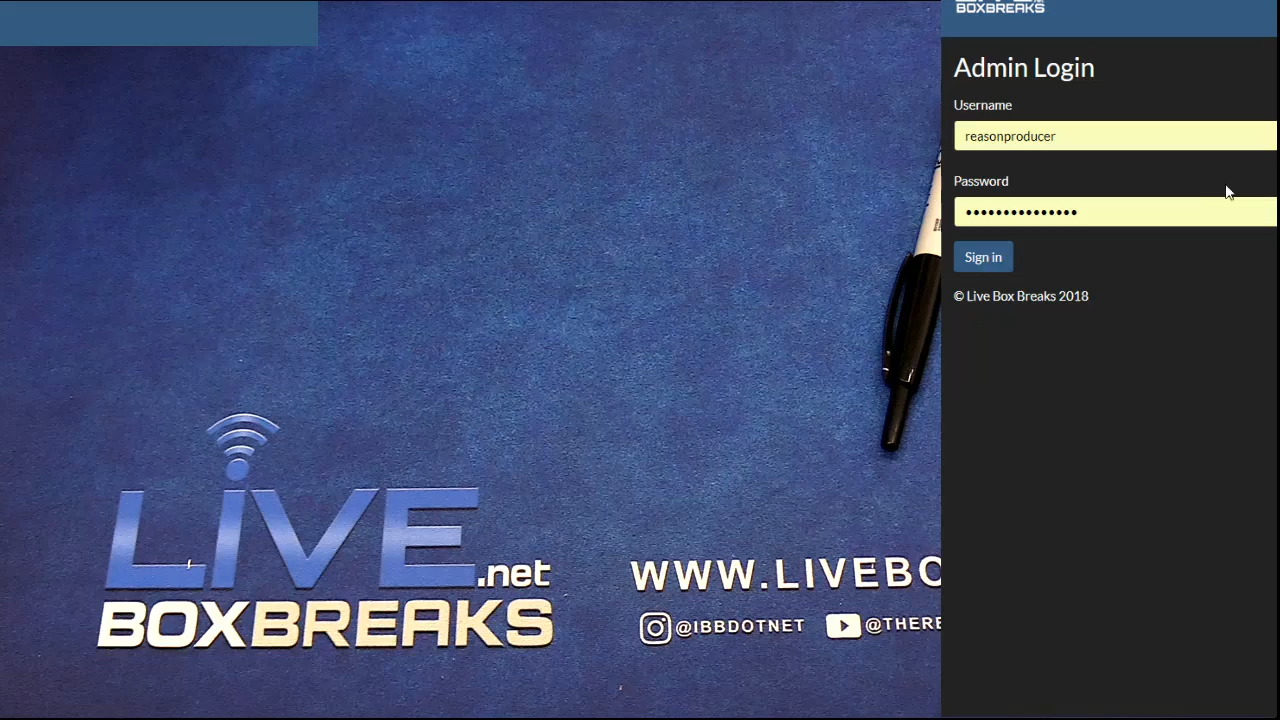 LIVE
.net
BOXBREAKS
WWW.LIVEBO
@IBBDOTNET
@THERE
BOXBREAKS
Admin Login
Username
reasonproducer
Password
•••••••••••••••
Sign in
© Live Box Breaks 2018